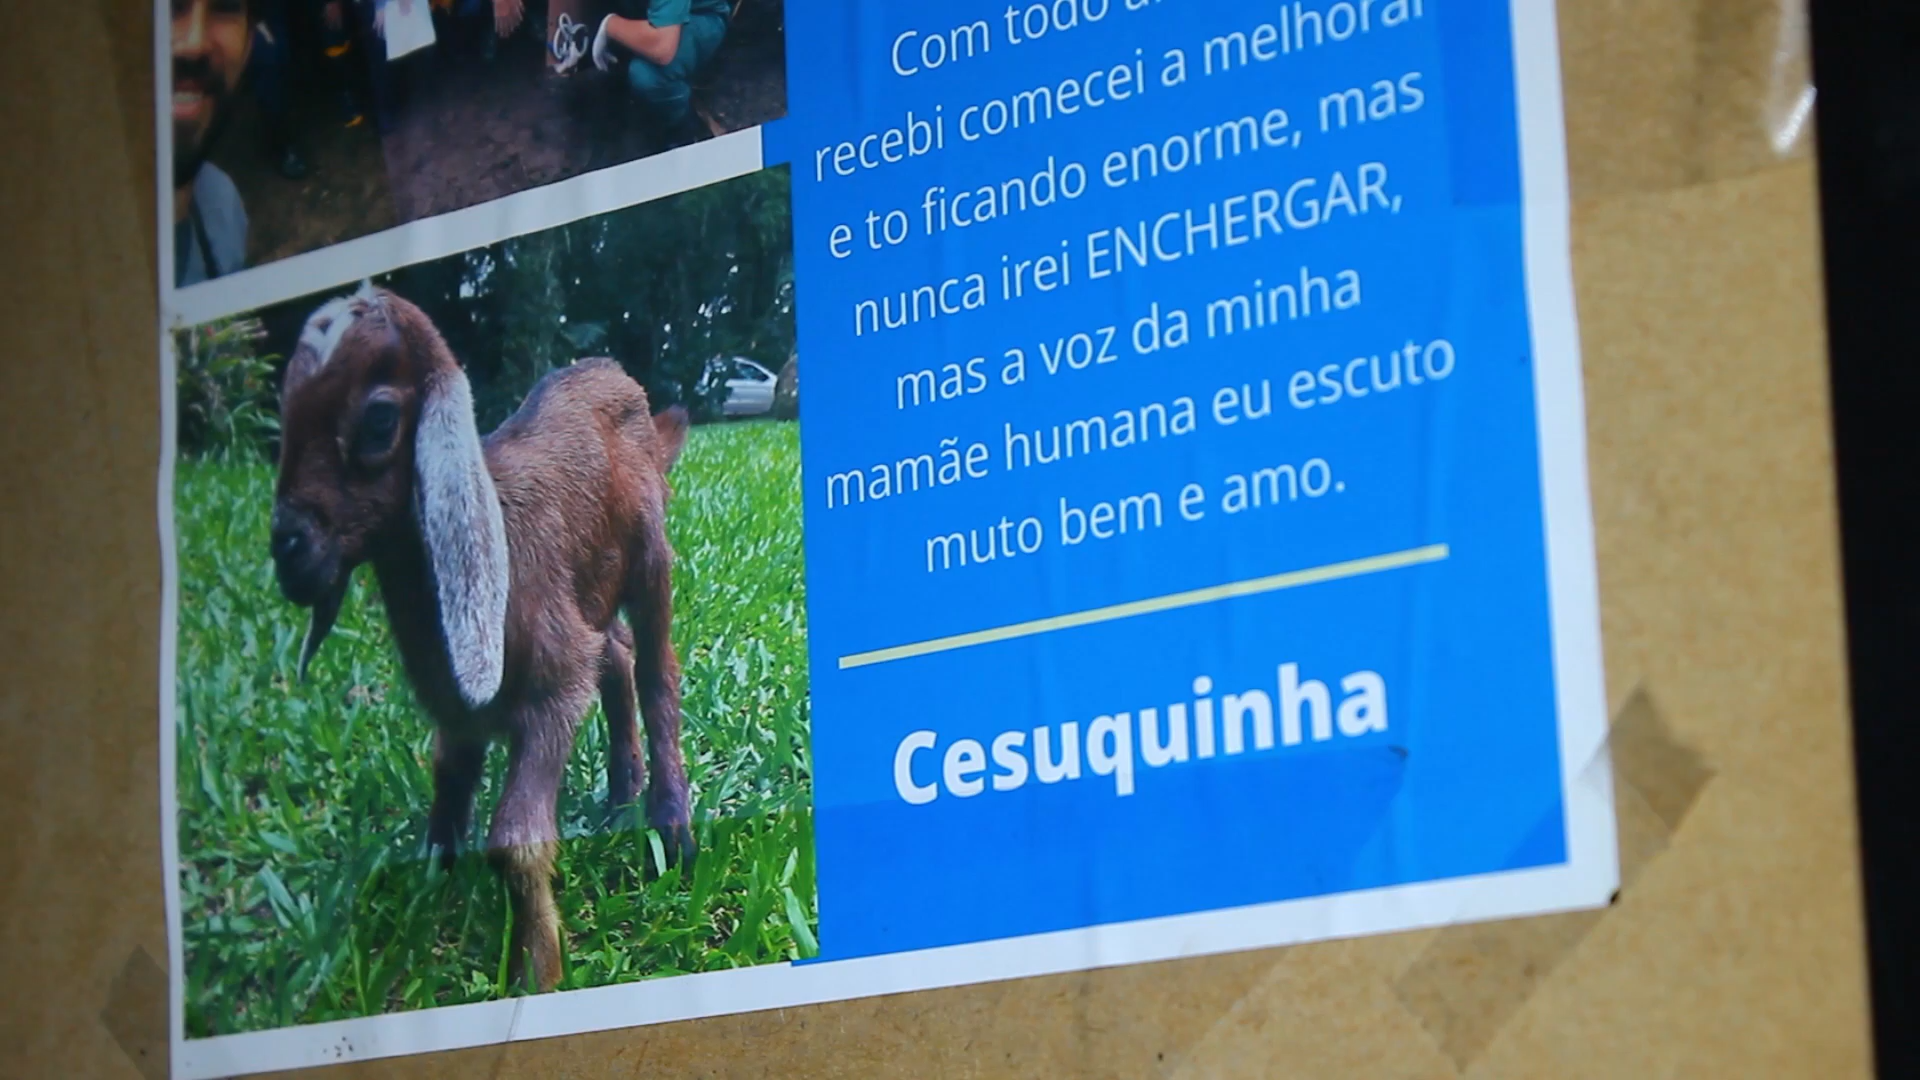 Com todo
recebi comecei a melhorar
e to ficando enorme, mas
nunca irei ENCHERGAR,
mas a voz da minha
mamãe humana eu escuto
muto bem e amo.
Cesuquinha